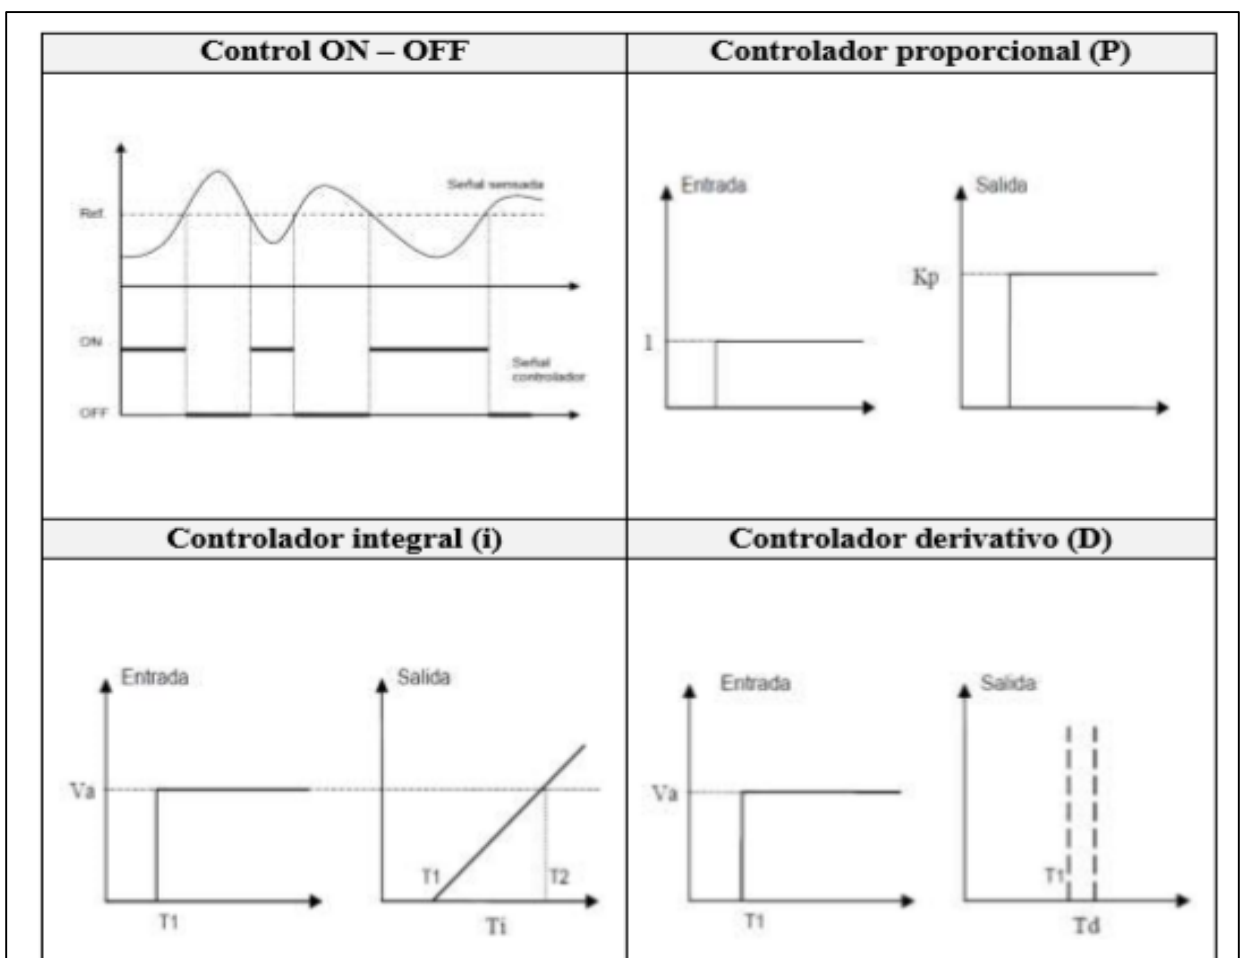 Control ON – OFF
Controlador proporcional (P)
Señal sensada
Ref.
ON
Señal
controlador
OFF
Entrada
1
Salida
Kp
Controlador integral (i)
Controlador derivativo (D)
Entrada
Va
T1
Salida
T1
T2
Ti
Entrada
Va
T1
Salida
T1
Td